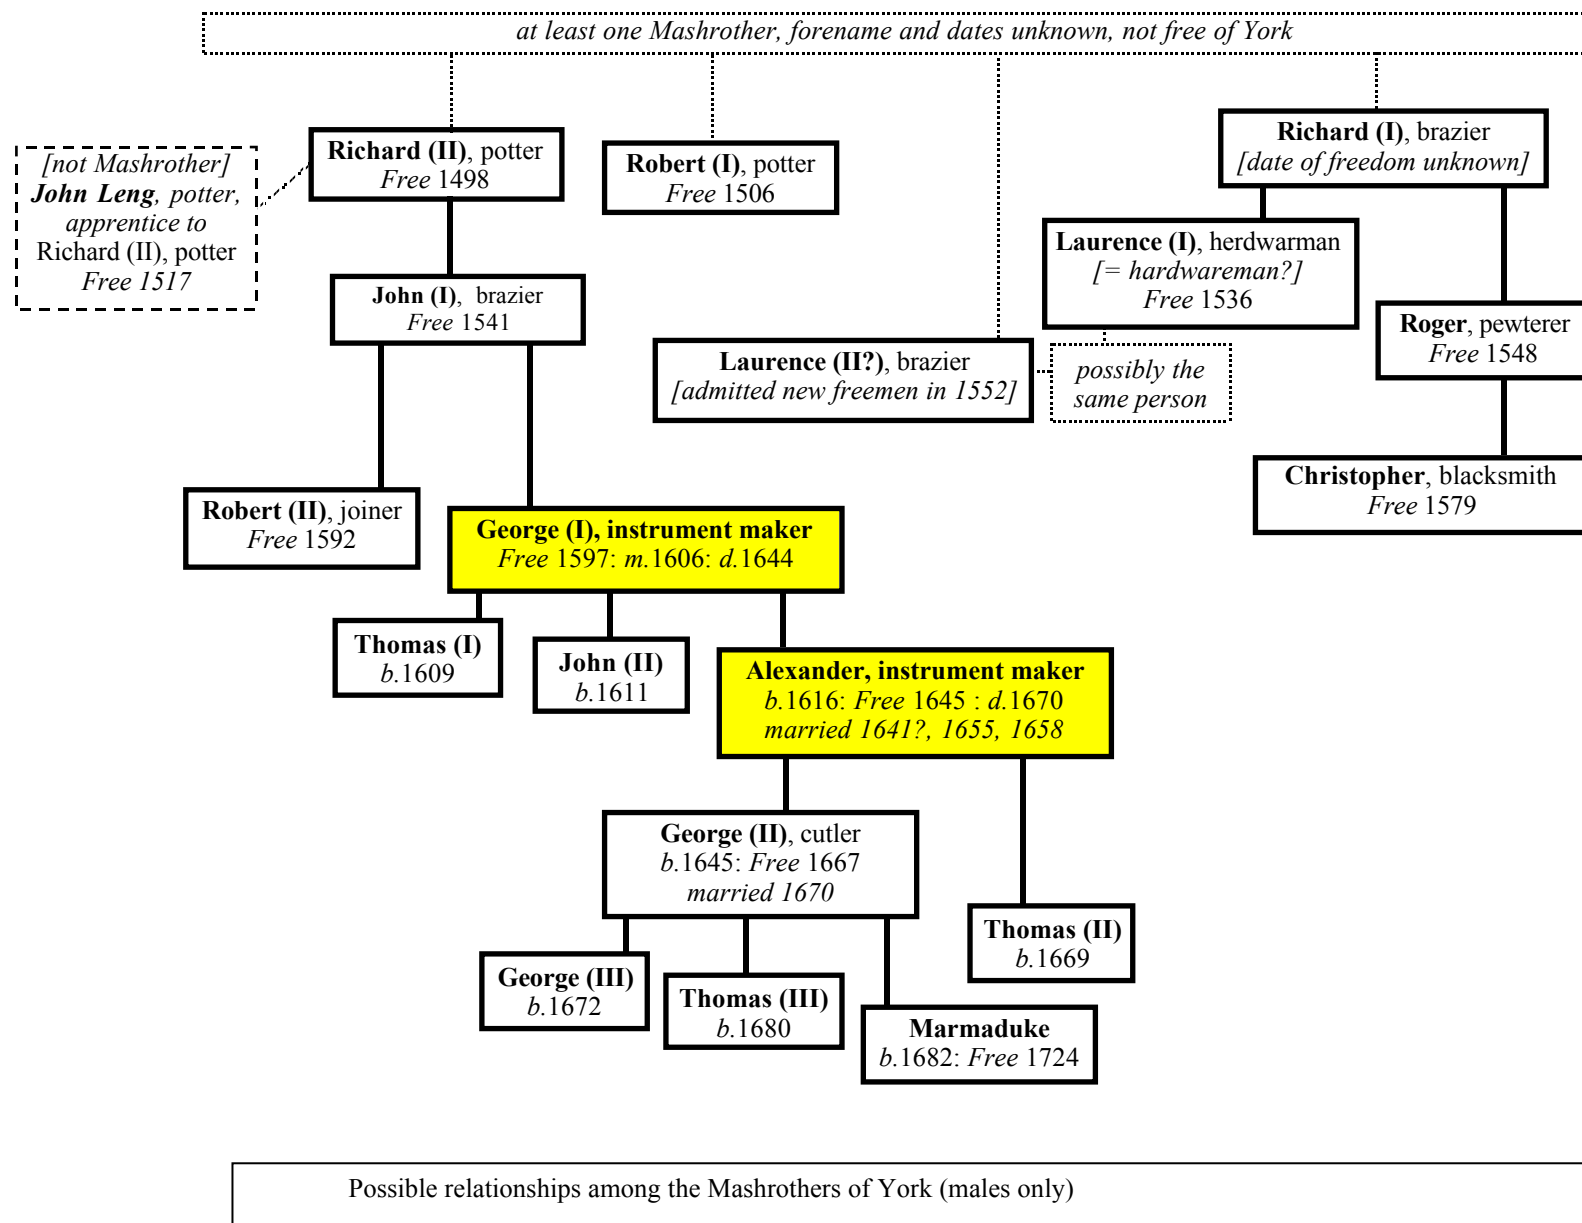 at least one Mashrother, forename and dates unknown, not free of York
[not Mashrother]
John Leng, potter,
apprentice to
Richard (II), potter
Free 1517
Richard (II), potter
Free 1498
Robert (I), potter
Free 1506
Richard (I), brazier
[date of freedom unknown]
Laurence (I), herdwarman
[= hardwareman?]
Free 1536
John (I), brazier
Free 1541
Roger, pewterer
Free 1548
Laurence (II?), brazier
[admitted new freemen in 1552]
possibly the
same person
Christopher, blacksmith
Free 1579
Robert (II), joiner
Free 1592
George (I), instrument maker
Free 1597: m.1606: d.1644
Thomas (I)
b.1609
John (II)
b.1611
Alexander, instrument maker
b.1616: Free 1645 : d.1670
married 1641?, 1655, 1658
George (II), cutler
b.1645: Free 1667
married 1670
Thomas (II)
b.1669
George (III)
b.1672
Thomas (III)
b.1680
Marmaduke
b.1682: Free 1724
Possible relationships among the Mashrothers of York (males only)